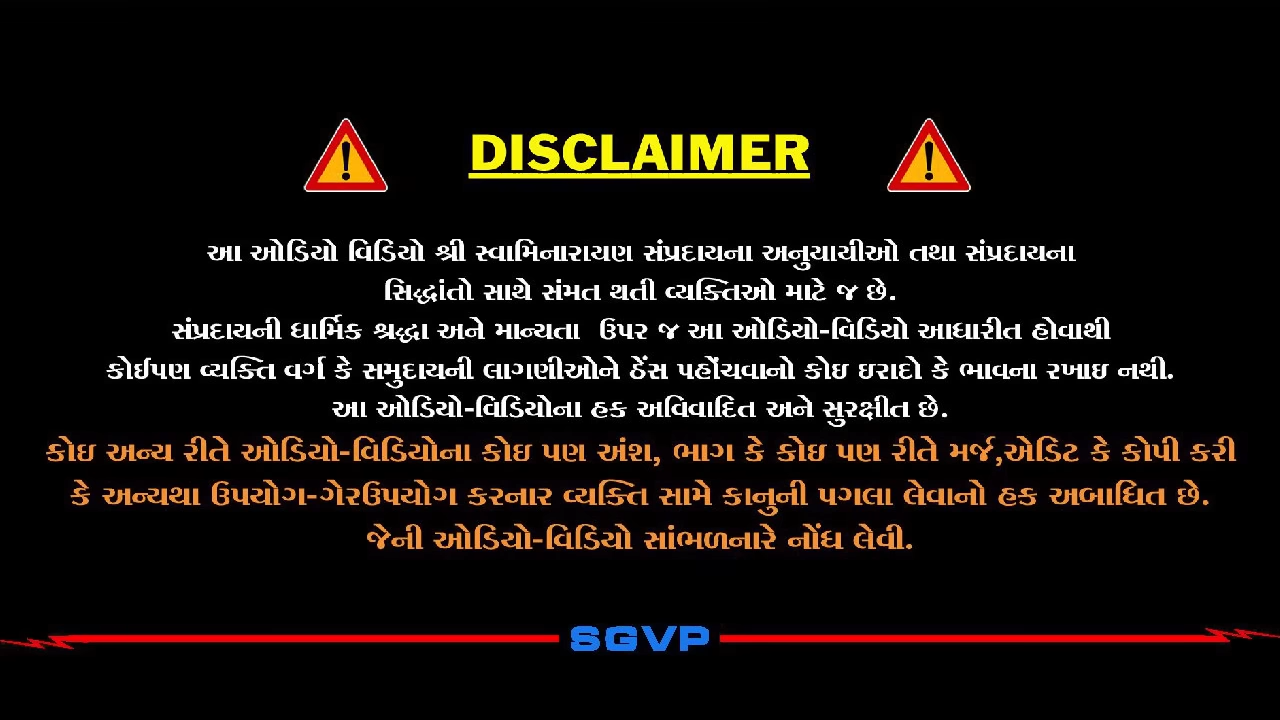 DISCLAIMER
આ ઓડિયો વિડિયો શ્રી સ્વામિનારાયણ સંપ્રદાયના અનુયાયીઓ તથા સંપ્રદાયના
સિદ્ધાંતો સાથે સંમત થતી વ્યક્તિઓ માટે જ છે.
સંપ્રદાયની ધાર્મિક શ્રદ્ધા અને માન્યતા  ઉપર જ આ ઓડિયો-વિડિયો આધારીત હોવાથી
કોઈપણ વ્યક્તિ વર્ગ કે સમુદાયની લાગણીઓને ઠેંસ પહોંચવાનો કોઇ ઇરાદો કે ભાવના રખાઇ નથી.
આ ઓડિયો-વિડિયોના હક અવિવાદિત અને સુરક્ષીત છે.
કોઇ અન્ય રીતે ઓડિયો-વિડિયોના કોઇ પણ અંશ, ભાગ કે કોઇ પણ રીતે મર્જ,એડિટ કે કોપી કરી
કે અન્યથા ઉપયોગ-ગેરઉપયોગ કરનાર વ્યક્તિ સામે કાનુની પગલા લેવાનો હક અબાધિત છે.
જેની ઓડિયો-વિડિયો સાંભળનારે નોંધ લેવી.
SGVP